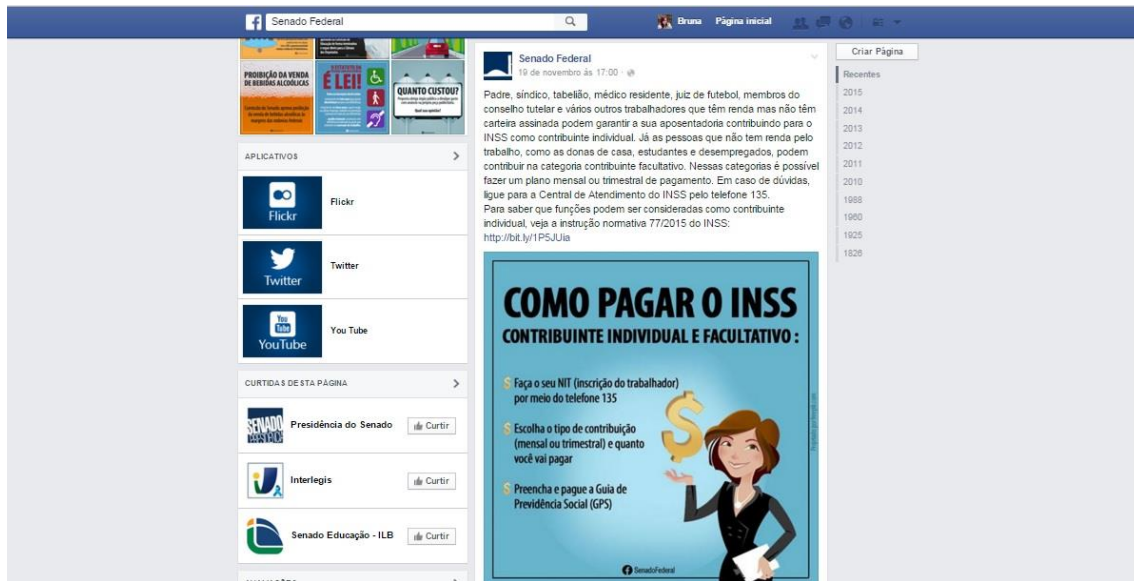 Senado Federal
Bruna Página inicial
PROIBIÇÃO DA VENDA
DE BEBIDAS ALCOÓLICAS
É LEI!
QUANTO CUSTOU?
APLICATIVOS
Flickr
Flickr
Twitter
Twitter
You Tube
YouTube
You Tube
CURTIDAS DESTA PÁGINA
SENADO
Presidência do Senado
Curtir
Interlegis
Curtir
Senado Educação - ILB
Curtir
Senado Federal
19 de novembro às 17:00
Padre, síndico, tabelião, médico residente, juiz de futebol, membros do
conselho tutelar e vários outros trabalhadores que têm renda mas não têm
carteira assinada podem garantir a sua aposentadoria contribuindo para o
INSS como contribuinte individual. Já as pessoas que não tem renda pelo
trabalho, como as donas de casa, estudantes e desempregados, podem
contribuir na categoria contribuinte facultativo. Nessas categorias é possível
fazer um plano mensal ou trimestral de pagamento. Em caso de dúvidas,
ligue para a Central de Atendimento do INSS pelo telefone 135.
Para saber que funções podem ser consideradas como contribuinte
individual, veja a instrução normativa 77/2015 do INSS:
http://bit.ly/1P5JUia
COMO PAGAR O INSS
CONTRIBUINTE INDIVIDUAL E FACULTATIVO :
Faça o seu NIT (inscrição do trabalhador)
por meio do telefone 135
Escolha o tipo de contribuição
(mensal ou trimestral) e quanto
você vai pagar
Preencha e pague a Guia de
Previdência Social (GPS)
SenadoFederal
Criar Página
Recentes
2015
2014
2013
2012
2011
2010
1988
1960
1925
1826